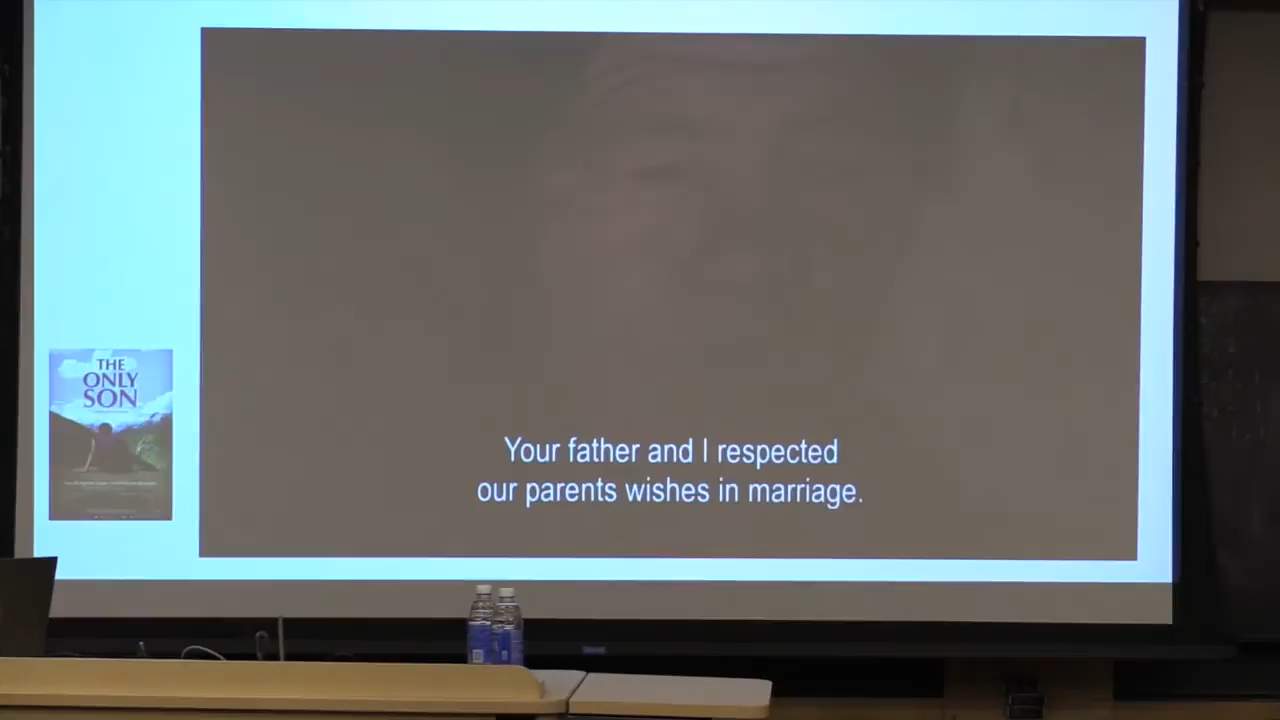 THE
ONLY
SON
Your father and I respected
our parents wishes in marriage.